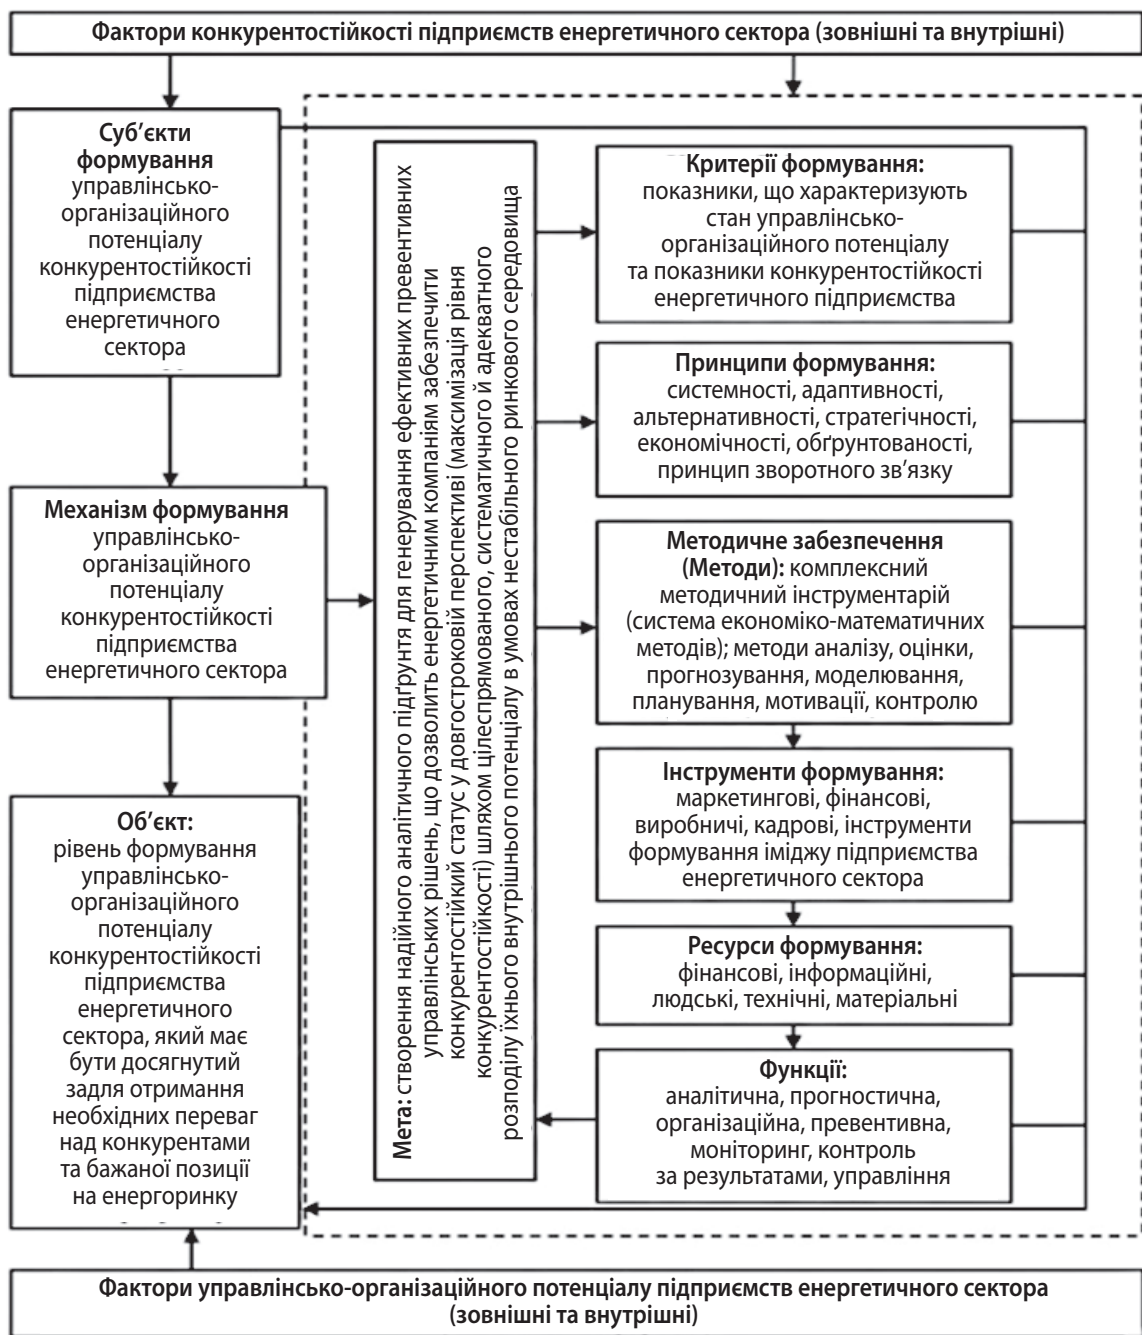 Фактори конкурентостійкості підприємств енергетичного сектора (зовнішні та внутрішні)
Суб’єкти
формування
управлінсько-
організаційного
потенціалу
конкурентостійкості
підприємства
енергетичного
сектора
Механізм формування
управлінсько-
організаційного
потенціалу
конкурентостійкості
підприємства
енергетичного сектора
Об’єкт:
рівень формування
управлінсько-
організаційного
потенціалу
конкурентостійкості
підприємства
енергетичного
сектора, який має
бути досягнутий
задля отримання
необхідних переваг
над конкурентами
та бажаної позиції
на енергоринку
Мета: створення надійного аналітичного підґрунтя для генерування ефективних превентивних
управлінських рішень, що дозволить енергетичним компаніям забезпечити
конкурентостійкий статус у довгостроковій перспективі (максимізація рівня
конкурентостійкості) шляхом цілеспрямованого, систематичного й адекватного
розподілу їхнього внутрішнього потенціалу в умовах нестабільного ринкового середовища
Критерії формування:
показники, що характеризують
стан управлінсько-
організаційного потенціалу
та показники конкурентостійкості
енергетичного підприємства
Принципи формування:
системності, адаптивності,
альтернативності, стратегічності,
економічності, обґрунтованості,
принцип зворотного зв’язку
Методичне забезпечення
(Методи): комплексний
методичний інструментарій
(система економіко-математичних
методів); методи аналізу, оцінки,
прогнозування, моделювання,
планування, мотивації, контролю
Інструменти формування:
маркетингові, фінансові,
виробничі, кадрові, інструменти
формування іміджу підприємства
енергетичного сектора
Ресурси формування:
фінансові, інформаційні,
людські, технічні, матеріальні
Функції:
аналітична, прогностична,
організаційна, превентивна,
моніторинг, контроль
за результатами, управління
Фактори управлінсько-організаційного потенціалу підприємств енергетичного сектора
(зовнішні та внутрішні)